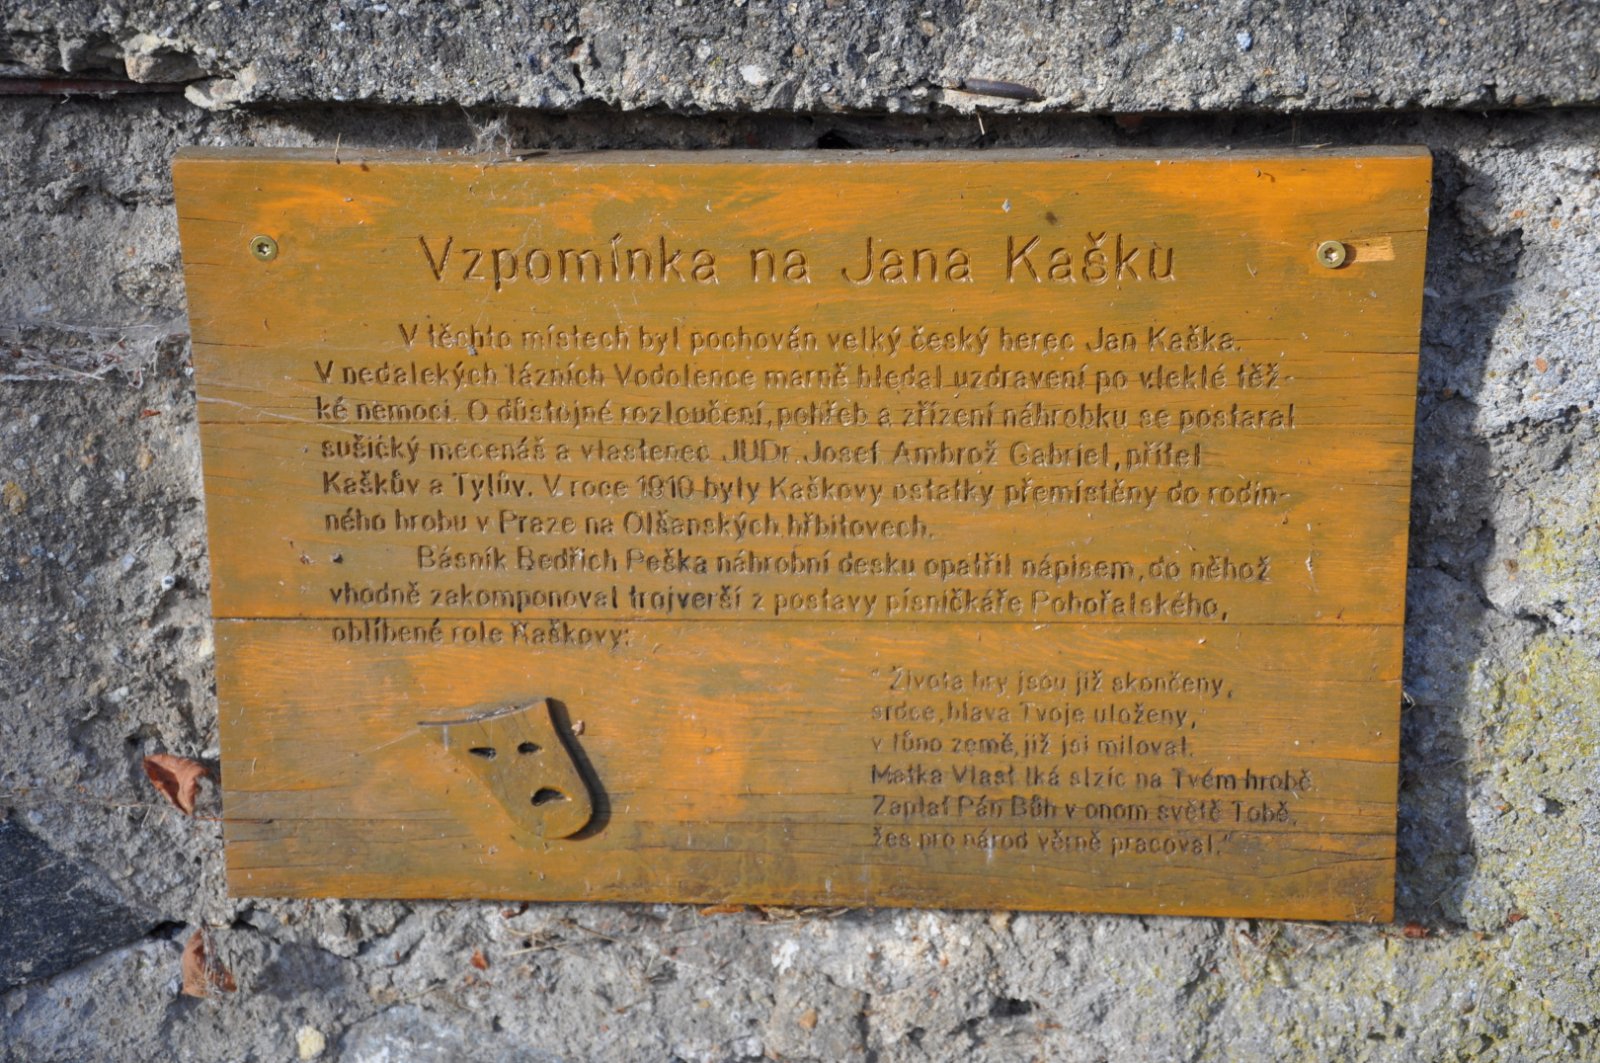 Vzpomínka na Jana Kašku
V těchto místech byl pochován velký český herec Jan Kaška.
V nedalekých lázních Vodolence marně hledal uzdravení po vleklé těž-
ké nemoci. O důstojné rozloučení, pohřeb a zřízení náhrobku se postaral
sušický mecenáš a vlastenec JUDr. Josef Ambrož Gabriel, přítel
Kaškův a Tylův. V roce 1910 byly Kaškovy ostatky přemístěny do rodin-
ného hrobu v Praze na Olšanských hřbitovech.
Básník Bedřich Peška náhrobní desku opatřil nápisem, do něhož
vhodně zakomponoval trojverší z postavy písničkáře Pohořalského,
oblíbené role Kaškovy:
"Života hry jsou již skončeny,
srdce, hlava Tvoje uloženy,
v lůno země, již jsi miloval.
Matka Vlast lká slzíc na Tvém hrobě
Zaplať Pán Bůh v onom světě Tobě,
žes pro národ věrně pracoval."